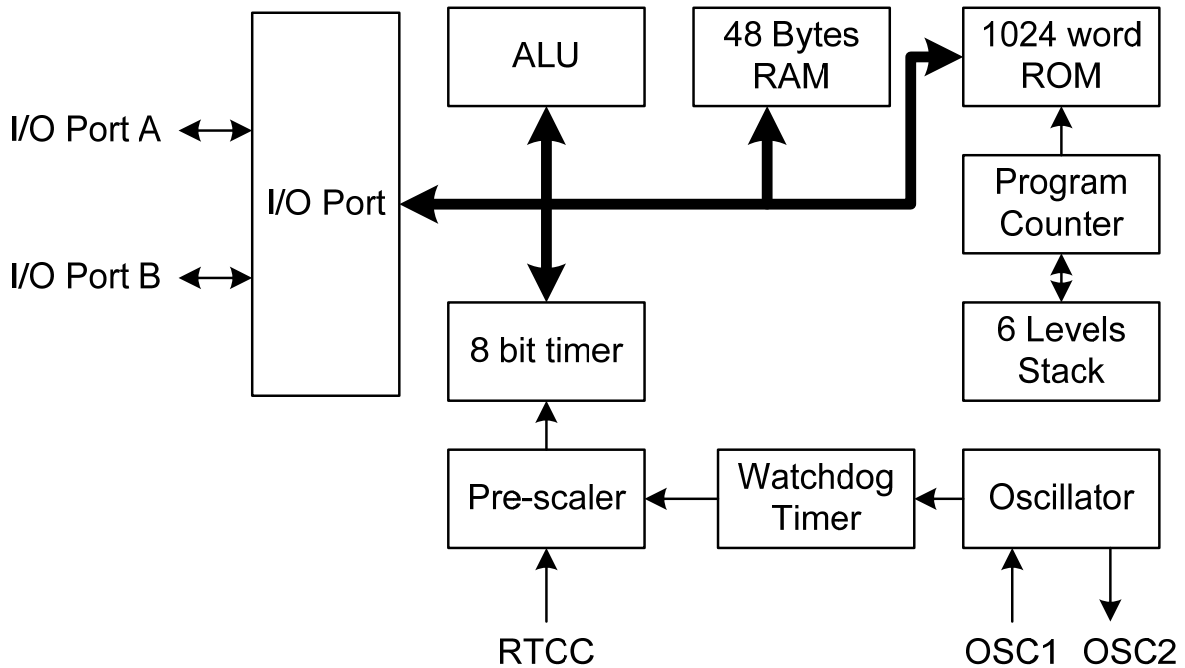 ALU
48 Bytes
RAM
1024 word
ROM
I/O Port A
I/O Port
I/O Port B
Program
Counter
8 bit timer
6 Levels
Stack
Pre-scaler
Watchdog
Timer
Oscillator
RTCC
OSC1
OSC2